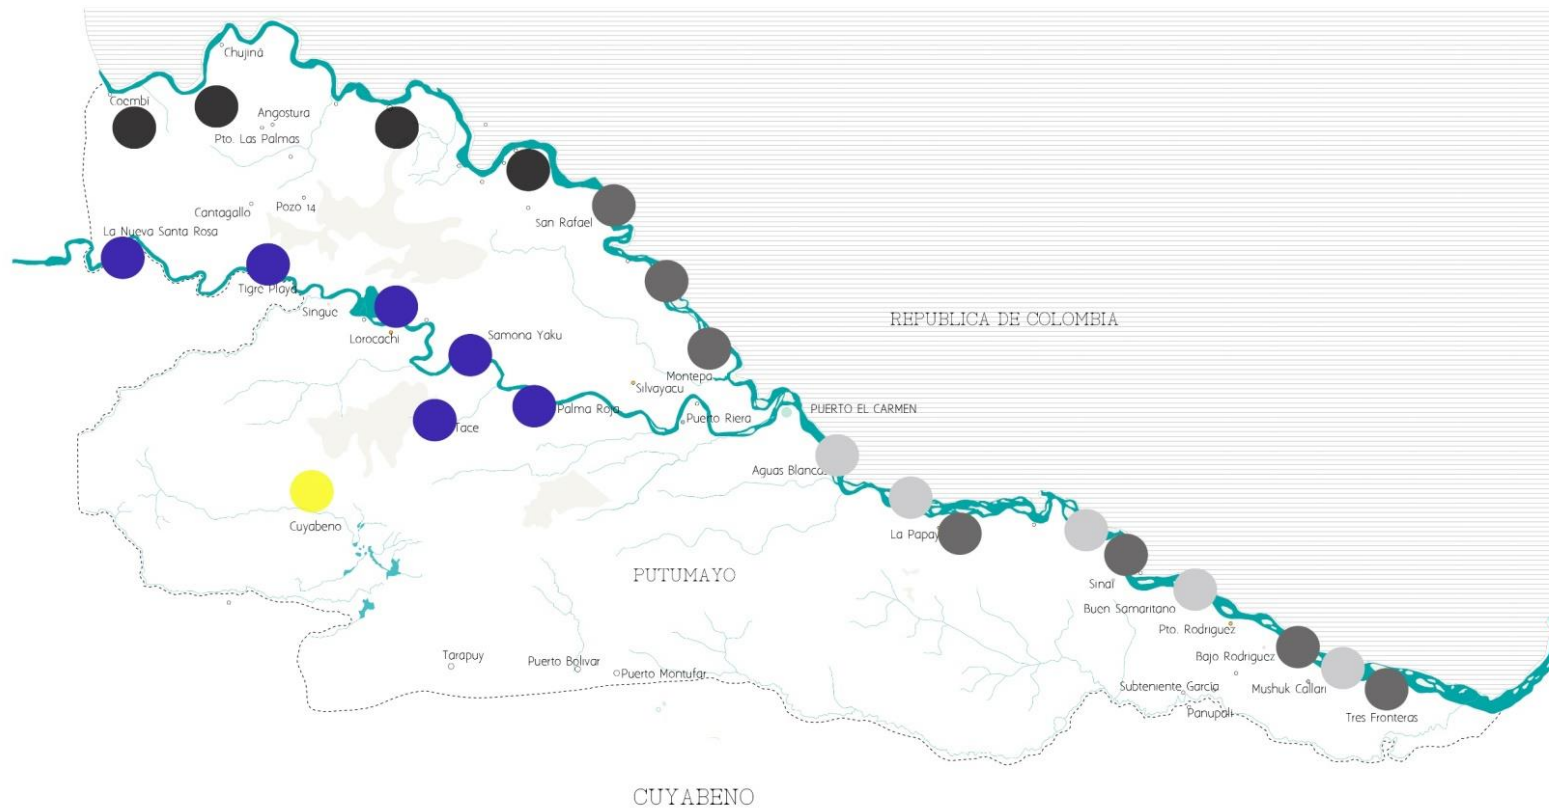 Chujiná
Coembí
Angostura
Pto. Las Palmas
Cantagallo
Pozo 14
San Rafael
La Nueva Santa Rosa
Tigre Playa
Singue
Lorocachi
Samona Yaku
REPUBLICA DE COLOMBIA
Montepa
Silvayacu
Palma Roja
PUERTO EL CARMEN
Puerto Riera
Tace
Aguas Blancas
Cuyabeno
La Papay
PUTUMAYO
Sinaí
Buen Samaritano
Pto. Rodriguez
Bajo Rodriguez
Tarapuy
Puerto Bolivar
Puerto Montufar
Subteniente García
Mushuk Callari
Panupali
Tres Fronteras
CUYABENO